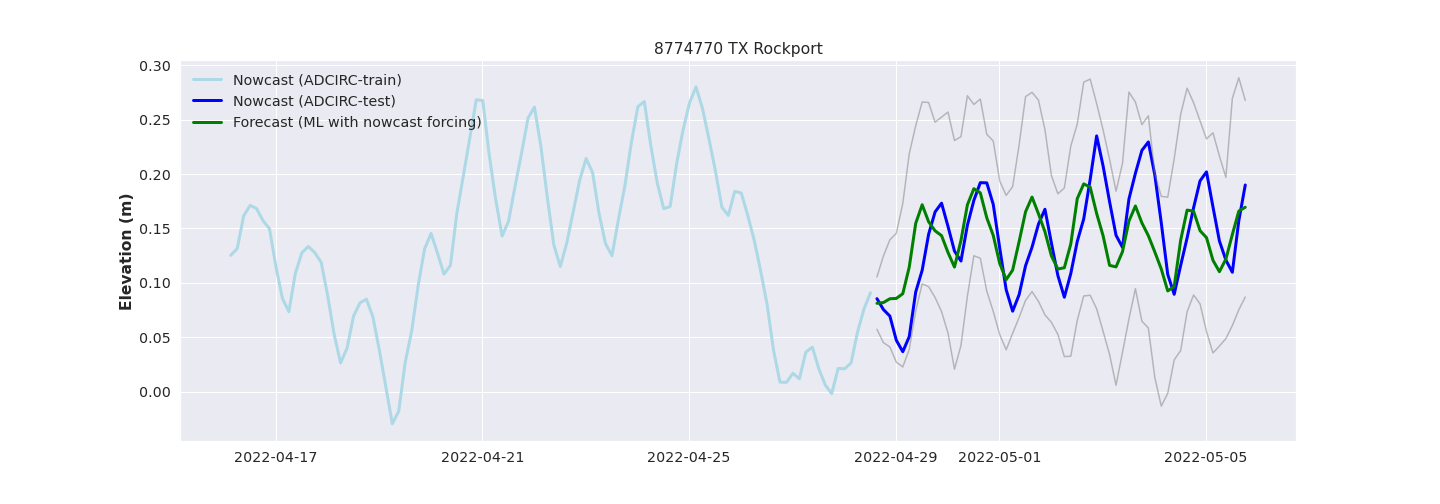 8774770 TX Rockport
Nowcast (ADCIRC-train)
Nowcast (ADCIRC-test)
Forecast (ML with nowcast forcing)
Elevation (m)
0.30
0.25
0.20
0.15
0.10
0.05
0.00
2022-04-17 2022-04-21 2022-04-25 2022-04-29 2022-05-01 2022-05-05